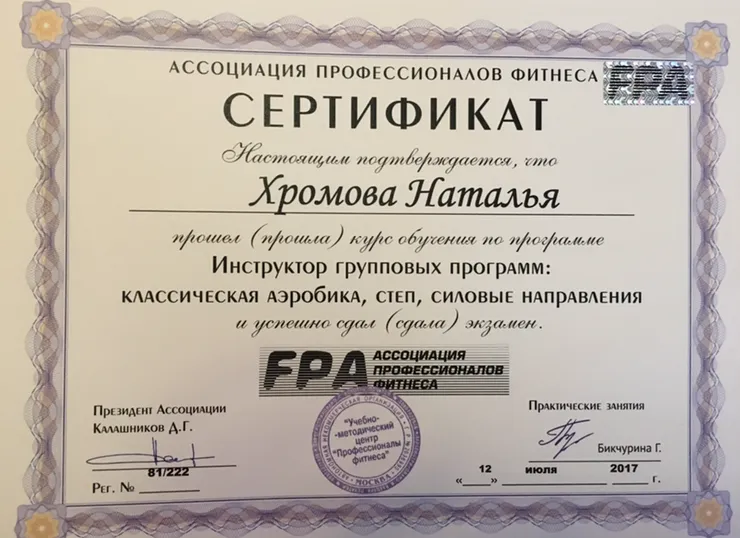 АССОЦИАЦИЯ ПРОФЕССИОНАЛОВ ФИТНЕСА
FPA
СЕРТИФИКАТ
Настоящим подтверждается, что
Хромова Наталья
прошел (прошла) курс обучения по программе
Инструктор групповых программ:
КЛАССИЧЕСКАЯ АЭРОБИКА, СТЕП, СИЛОВЫЕ НАПРАВЛЕНИЯ
и успешно сдал (сдала) экзамен.
FPA АССОЦИАЦИЯ
ПРОФЕССИОНАЛОВ
ФИТНЕСА
Президент Ассоциации
Калашников Д.Г.
81/222
Рег. №
"Учебно-
-методический
центр
"Профессионалы
фитнеса"
МОСКВА
Практические занятия
Бикчурина Г.
« 12 » июля 2017 г.